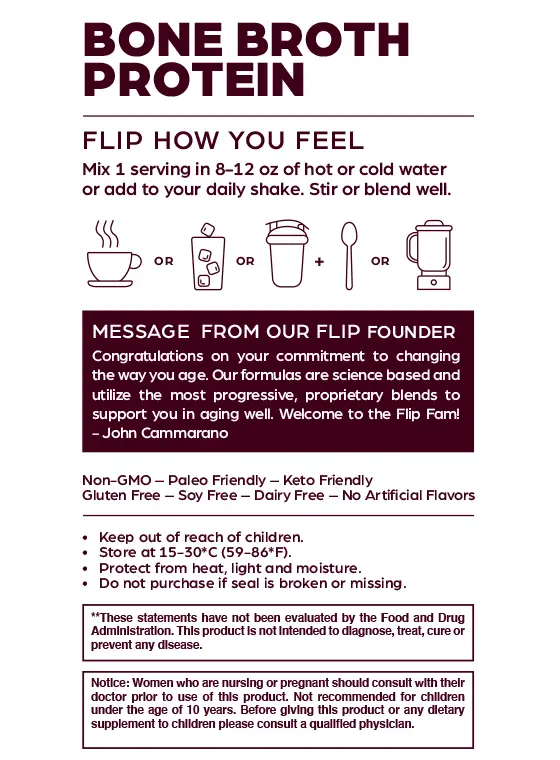 BONE BROTH
PROTEIN
FLIP HOW YOU FEEL
Mix 1 serving in 8-12 oz of hot or cold water
or add to your daily shake. Stir or blend well.
OR OR + OR
MESSAGE FROM OUR FLIP FOUNDER
Congratulations on your commitment to changing
the way you age. Our formulas are science based and
utilize the most progressive, proprietary blends to
support you in aging well. Welcome to the Flip Fam!
- John Cammarano
Non-GMO – Paleo Friendly – Keto Friendly
Gluten Free – Soy Free – Dairy Free – No Artificial Flavors
• Keep out of reach of children.
• Store at 15-30*C (59-86*F).
• Protect from heat, light and moisture.
• Do not purchase if seal is broken or missing.
**These statements have not been evaluated by the Food and Drug
Administration. This product is not intended to diagnose, treat, cure or
prevent any disease.
Notice: Women who are nursing or pregnant should consult with their
doctor prior to use of this product. Not recommended for children
under the age of 10 years. Before giving this product or any dietary
supplement to children please consult a qualified physician.